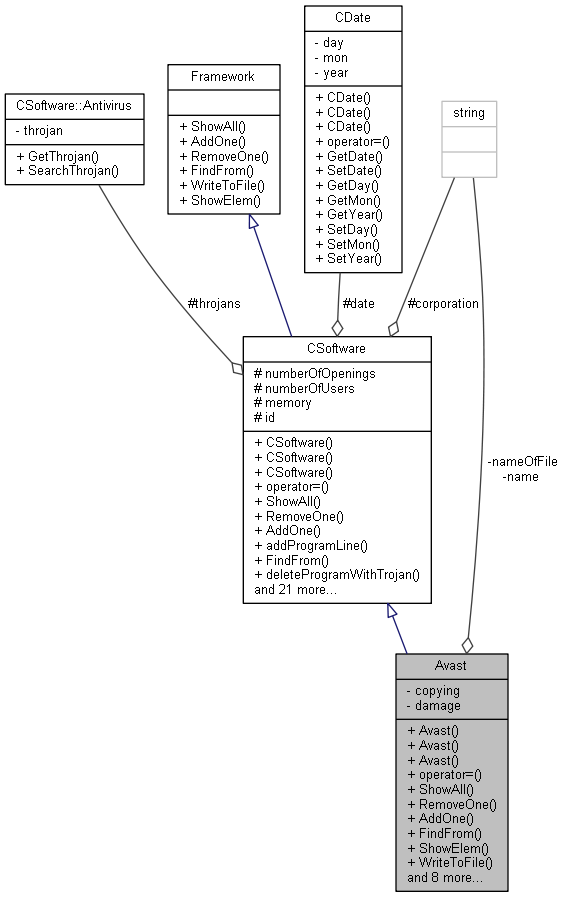 CDate
- day
- mon
- year
+ CDate()
+ CDate()
+ CDate()
+ operator=()
+ GetDate()
+ SetDate()
+ GetDay()
+ GetMon()
+ GetYear()
+ SetDay()
+ SetMon()
+ SetYear()
Framework
+ ShowAll()
+ AddOne()
+ RemoveOne()
+ FindFrom()
+ WriteToFile()
+ ShowElem()
CSoftware::Antivirus
- throjan
+ GetThrojan()
+ SearchThrojan()
string
#throjans
#date
#corporation
CSoftware
# numberOfOpenings
# numberOfUsers
# memory
# id
+ CSoftware()
+ CSoftware()
+ CSoftware()
+ operator=()
+ ShowAll()
+ RemoveOne()
+ AddOne()
+ addProgramLine()
+ FindFrom()
+ deleteProgramWithTrojan()
and 21 more...
-nameOfFile
-name
Avast
- copying
- damage
+ Avast()
+ Avast()
+ Avast()
+ operator=()
+ ShowAll()
+ RemoveOne()
+ AddOne()
+ FindFrom()
+ ShowElem()
+ WriteToFile()
and 8 more...